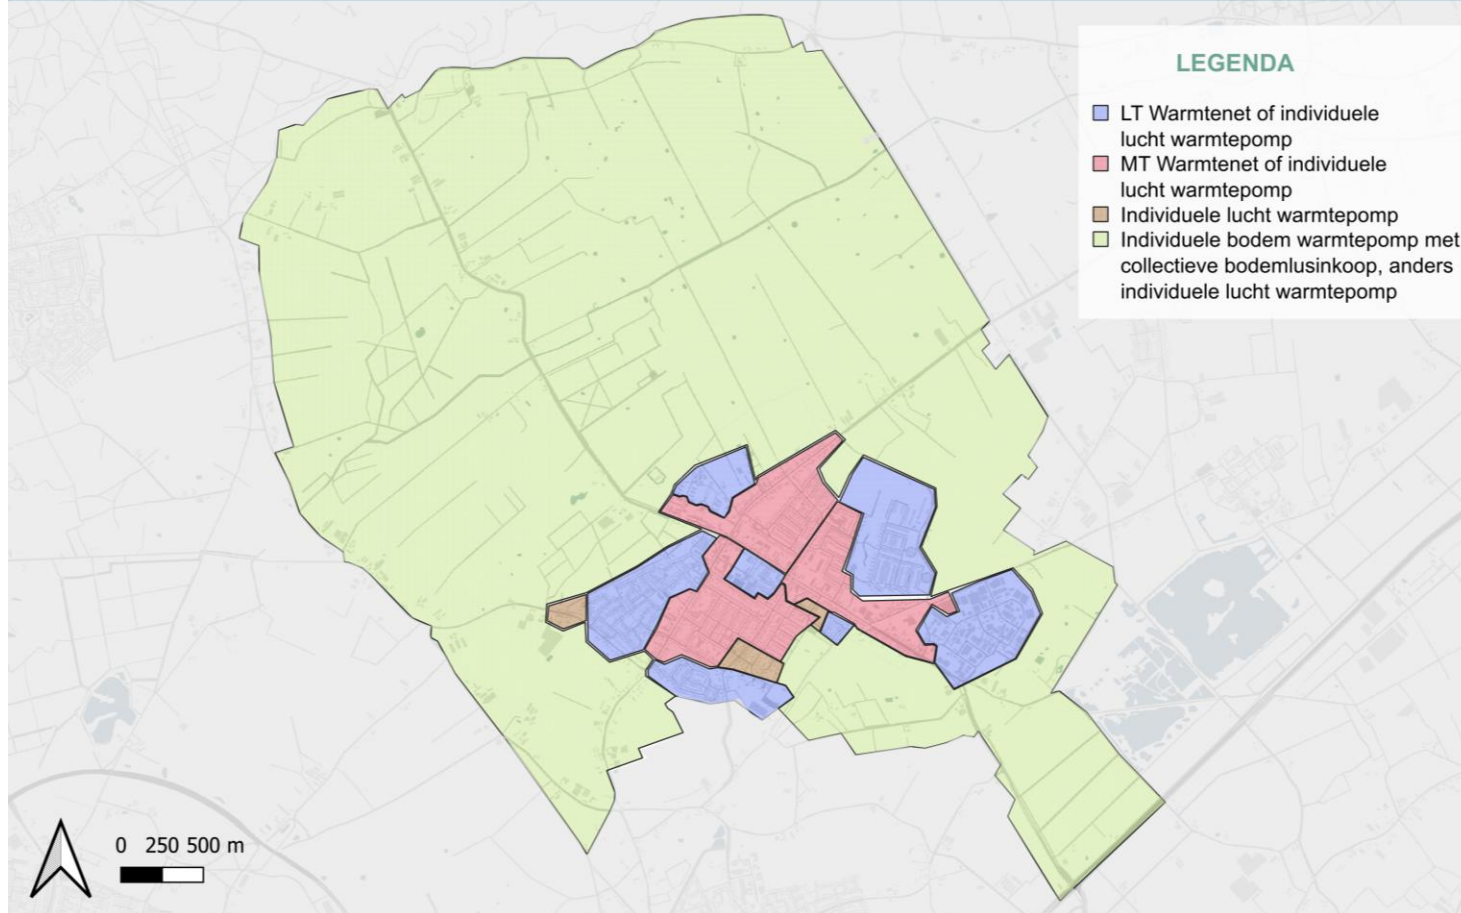 LEGENDA
LT Warmtenet of individuele
lucht warmtepomp
MT Warmtenet of individuele
lucht warmtepomp
Individuele lucht warmtepomp
Individuele bodem warmtepomp met
collectieve bodemlusinkoop, anders
individuele lucht warmtepomp
0 250 500 m